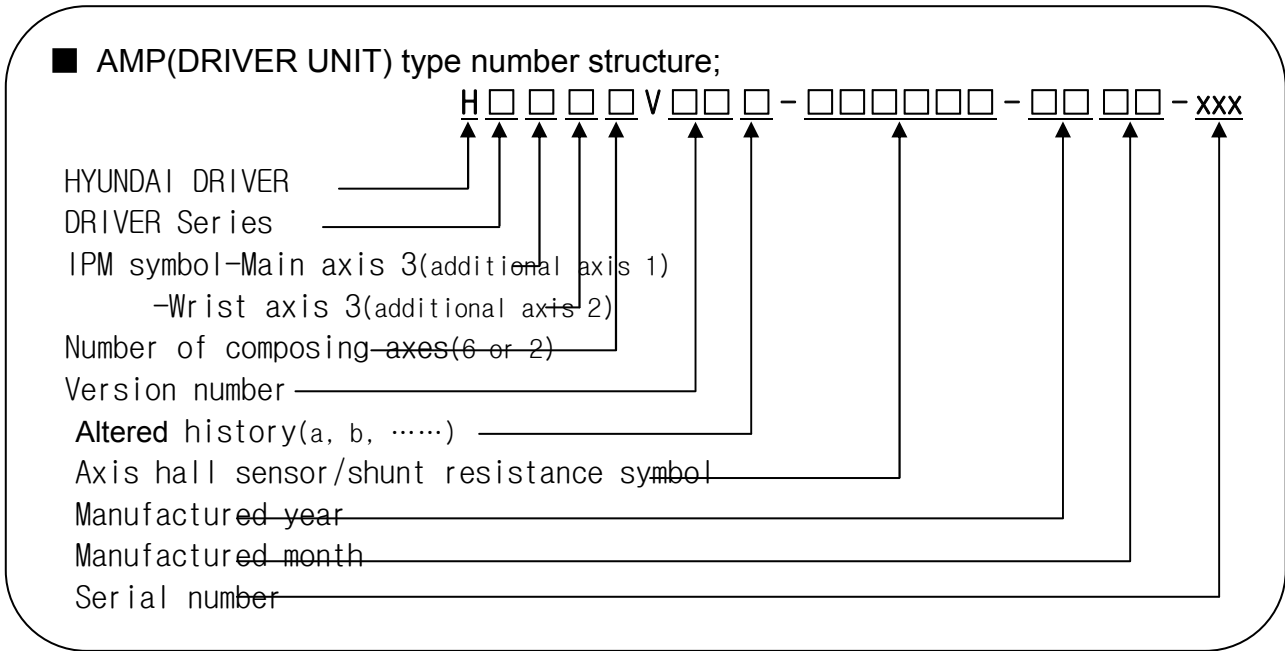 ■ AMP(DRIVER UNIT) type number structure;
H□□□□V□□□-□□□□□□-□□□□-xxx
HYUNDAI DRIVER
DRIVER Series
IPM symbol-Main axis 3(additional axis 1)
-Wrist axis 3(additional axis 2)
Number of composing axes(6 or 2)
Version number
Altered history(a, b, ……)
Axis hall sensor/shunt resistance symbol
Manufactured year
Manufactured month
Serial number